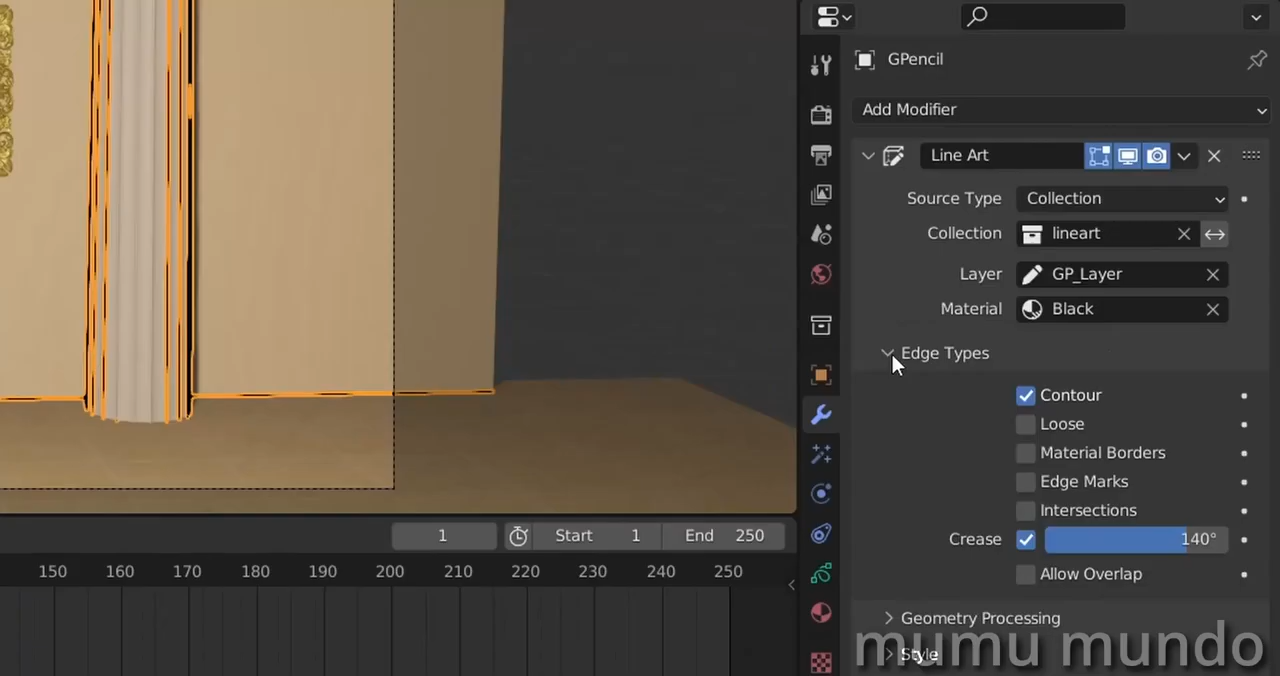 GPencil
Add Modifier
Line Art
Source Type Collection
Collection lineart
Layer GP_Layer
Material Black
Edge Types
Contour
Loose
Material Borders
Edge Marks
Intersections
Crease 140°
Allow Overlap
Geometry Processing
Style
mumu mundo
1 Start 1 End 250
150 160 170 180 190 200 210 220 230 240 250